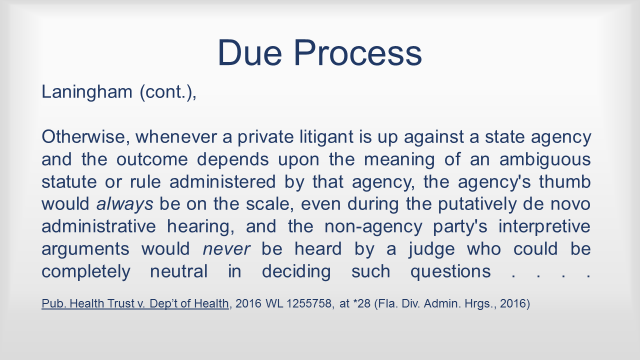 Due Process
Laningham (cont.),
Otherwise, whenever a private litigant is up against a state agency
and the outcome depends upon the meaning of an ambiguous
statute or rule administered by that agency, the agency's thumb
would always be on the scale, even during the putatively de novo
administrative hearing, and the non-agency party's interpretive
arguments would never be heard by a judge who could be
completely neutral in deciding such questions . . . .
Pub. Health Trust v. Dep't of Health, 2016 WL 1255758, at *28 (Fla. Div. Admin. Hrgs., 2016)